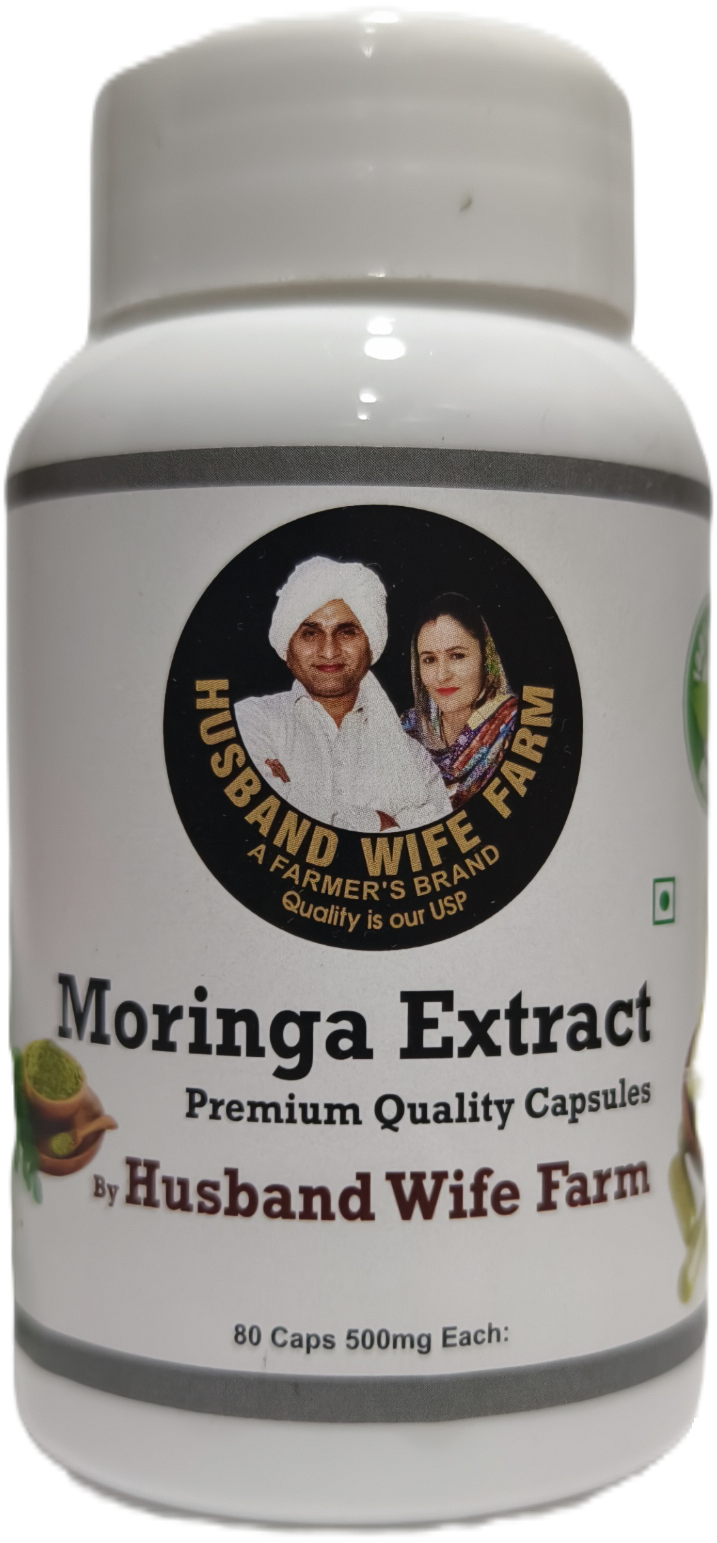 HUSBAND WIFE FARM
A FARMER'S BRAND
Quality is our USP
Moringa Extract
Premium Quality Capsules
By Husband Wife Farm
80 Caps 500mg Each: